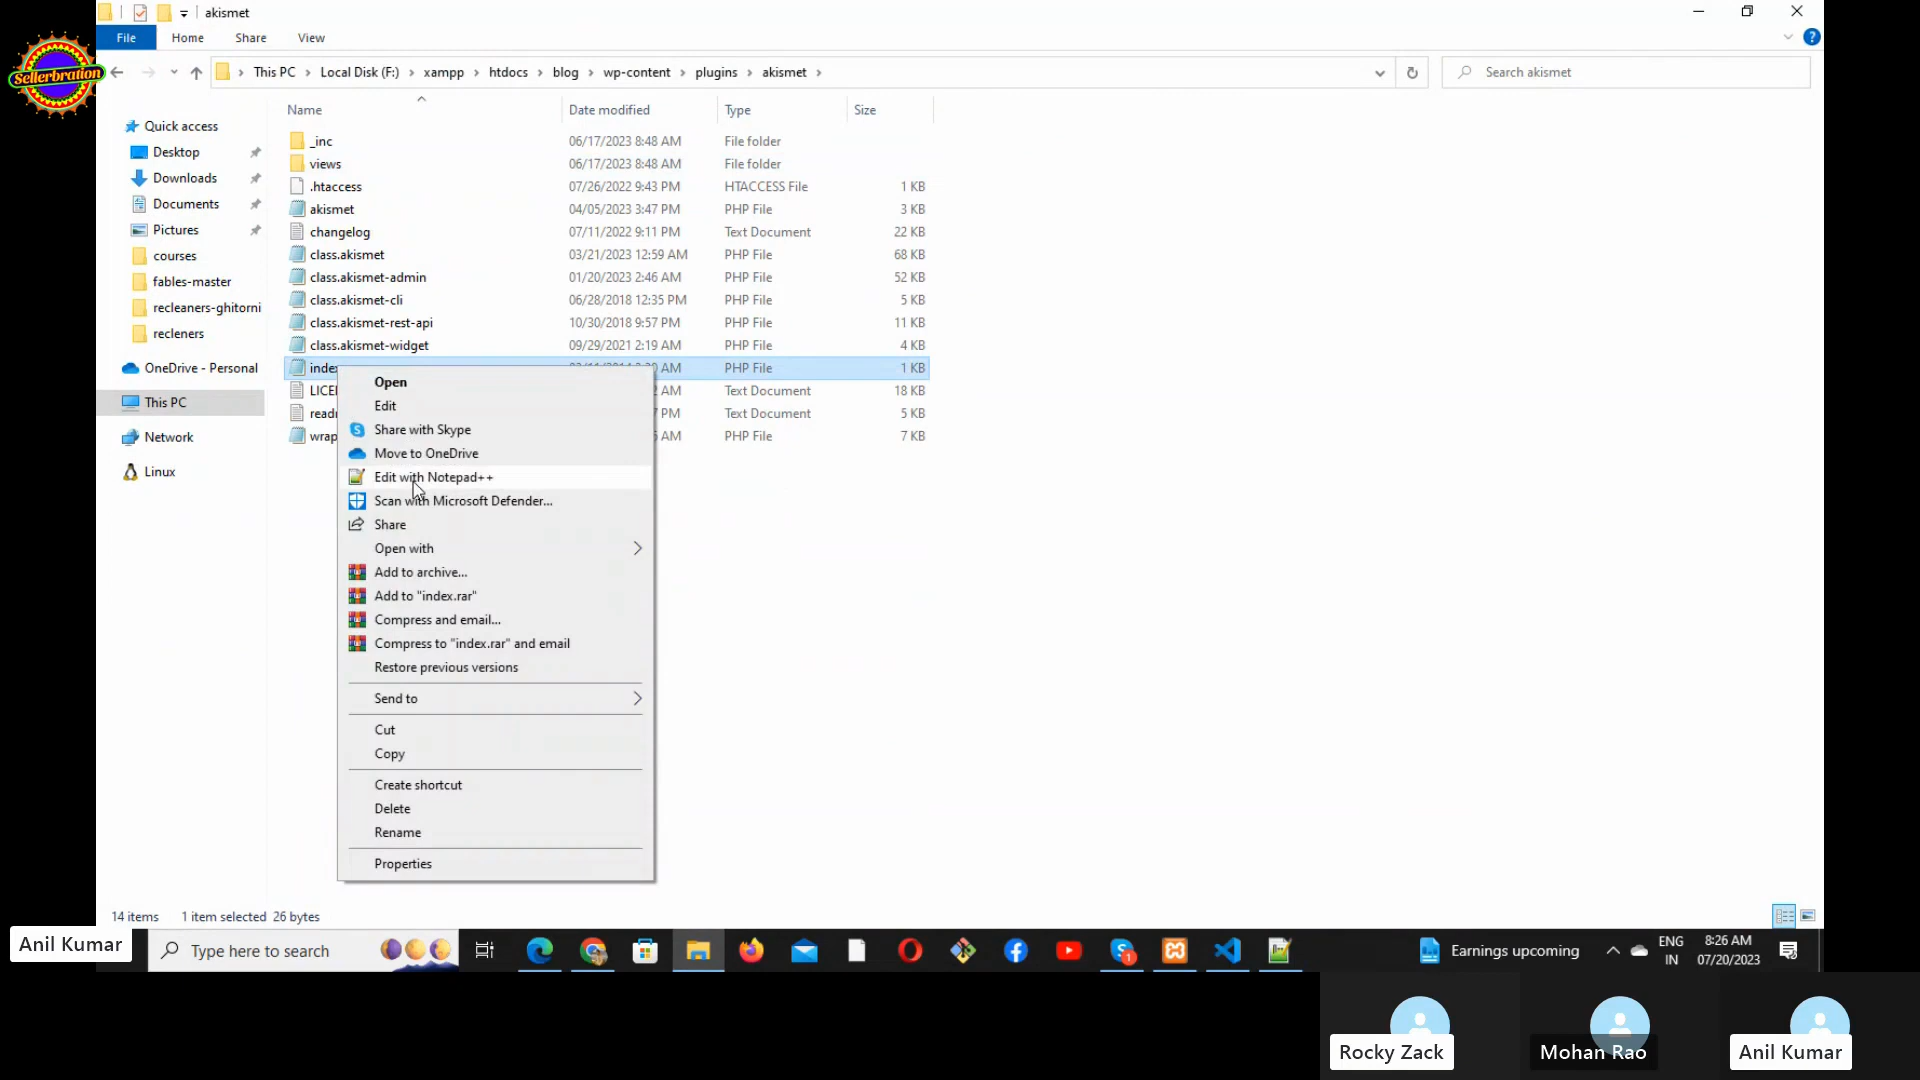 akismet
File
Home
Share
View
Sellerbration
This PC
Local Disk (F:)
xampp
htdocs
blog
wp-content
plugins
akismet
Search akismet
Name
Date modified
Type
Size
Quick access
Desktop
Downloads
Documents
Pictures
courses
fables-master
recleaners-ghitorni
recleners
OneDrive - Personal
This PC
Network
Linux
_inc 06/17/2023 8:48 AM File folder
views 06/17/2023 8:48 AM File folder
.htaccess 07/26/2022 9:43 PM HTACCESS File 1 KB
akismet 04/05/2023 3:47 PM PHP File 3 KB
changelog 07/11/2022 9:11 PM Text Document 22 KB
class.akismet 03/21/2023 12:59 AM PHP File 68 KB
class.akismet-admin 01/20/2023 2:46 AM PHP File 52 KB
class.akismet-cli 06/28/2018 12:35 PM PHP File 5 KB
class.akismet-rest-api 10/30/2018 9:57 PM PHP File 11 KB
class.akismet-widget 09/29/2021 2:19 AM PHP File 4 KB
index AM PHP File 1 KB
LICE AM Text Document 18 KB
read PM Text Document 5 KB
wrap AM PHP File 7 KB
Open
Edit
Share with Skype
Move to OneDrive
Edit with Notepad++
Scan with Microsoft Defender...
Share
Open with
Add to archive...
Add to "index.rar"
Compress and email...
Compress to "index.rar" and email
Restore previous versions
Send to
Cut
Copy
Create shortcut
Delete
Rename
Properties
14 items
1 item selected 26 bytes
Anil Kumar
Type here to search
Earnings upcoming
ENG
IN
8:26 AM
07/20/2023
Rocky Zack
Mohan Rao
Anil Kumar